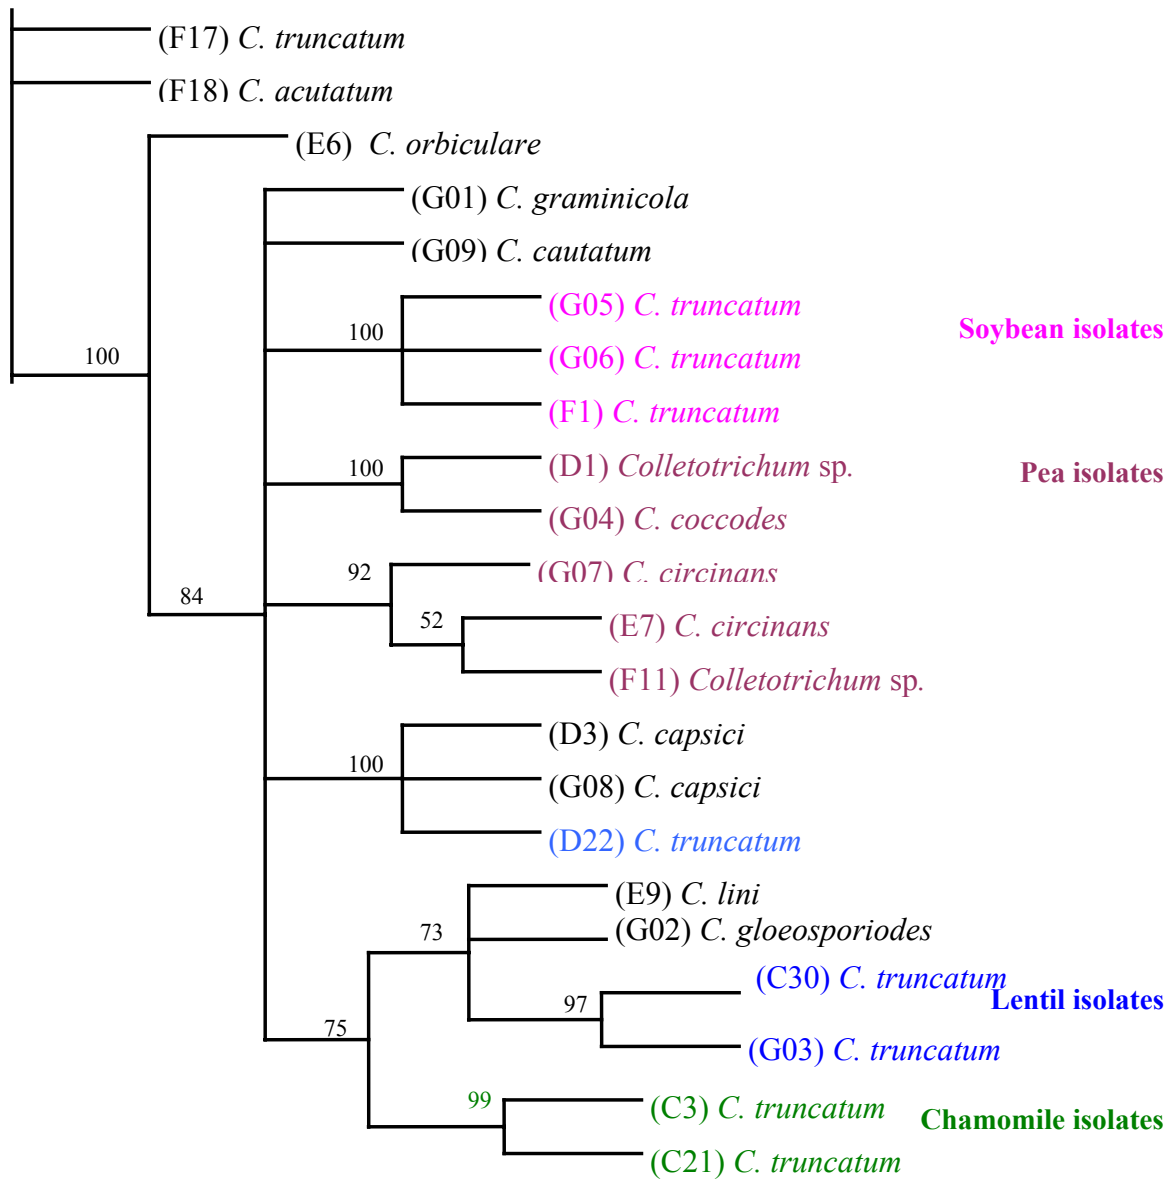 (F17) C. truncatum
(F18) C. acutatum
(E6) C. orbiculare
(G01) C. graminicola
(G09) C. cautatum
(G05) C. truncatum
Soybean isolates
100
(G06) C. truncatum
100
(F1) C. truncatum
100
(D1) Colletotrichum sp.
Pea isolates
(G04) C. coccodes
92
(G07) C. circinans
84
52
(E7) C. circinans
(F11) Colletotrichum sp.
(D3) C. capsici
100
(G08) C. capsici
(D22) C. truncatum
(E9) C. lini
73
(G02) C. gloeosporiodes
(C30) C. truncatum
Lentil isolates
97
75
(G03) C. truncatum
99
(C3) C. truncatum
Chamomile isolates
(C21) C. truncatum